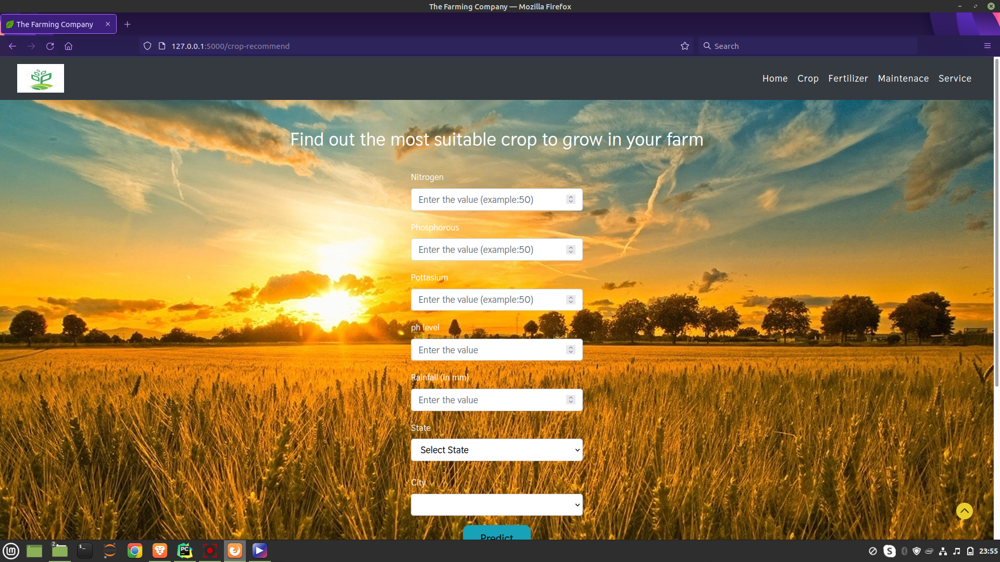 The Farming Company — Mozilla Firefox
The Farming Company
127.0.0.1:5000/crop-recommend
Search
Home Crop Fertilizer Maintenace Service
Find out the most suitable crop to grow in your farm
Nitrogen
Enter the value (example:50)
Phosphorous
Enter the value (example:50)
Pottasium
Enter the value (example:50)
ph level
Enter the value
Rainfall (in mm)
Enter the value
State
Select State
City
Predict
2
$_
jupyter
PC
S
intel
23:55